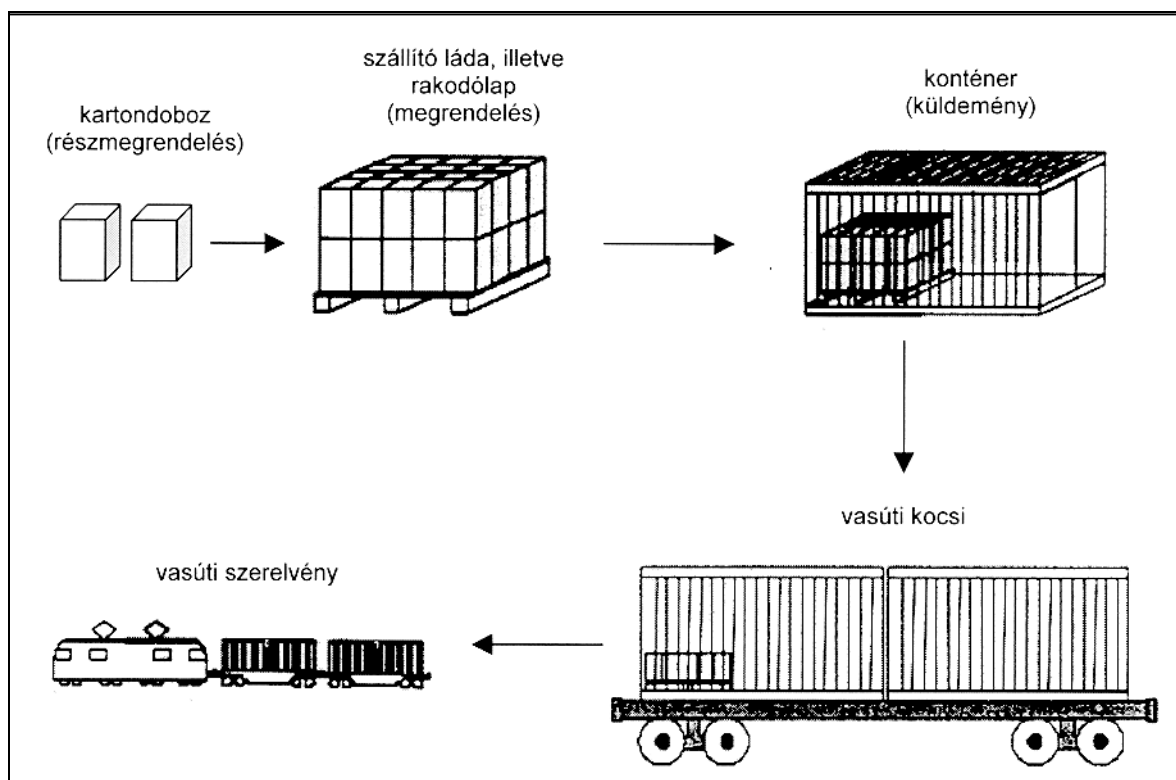 kartondoboz
(részmegrendelés)
szállító láda, illetve
rakodólap
(megrendelés)
konténer
(küldemény)
vasúti kocsi
vasúti szerelvény